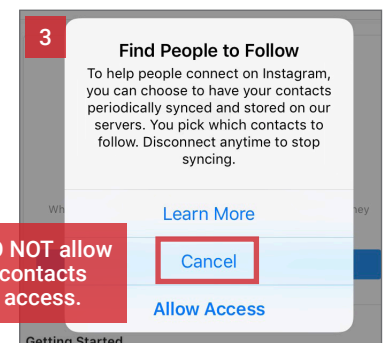 3
Find People to Follow
To help people connect on Instagram,
you can choose to have your contacts
periodically synced and stored on our
servers. You pick which contacts to
follow. Disconnect anytime to stop
syncing.
Learn More
NOT allow
contacts
access.
Cancel
Allow Access
Getting Started